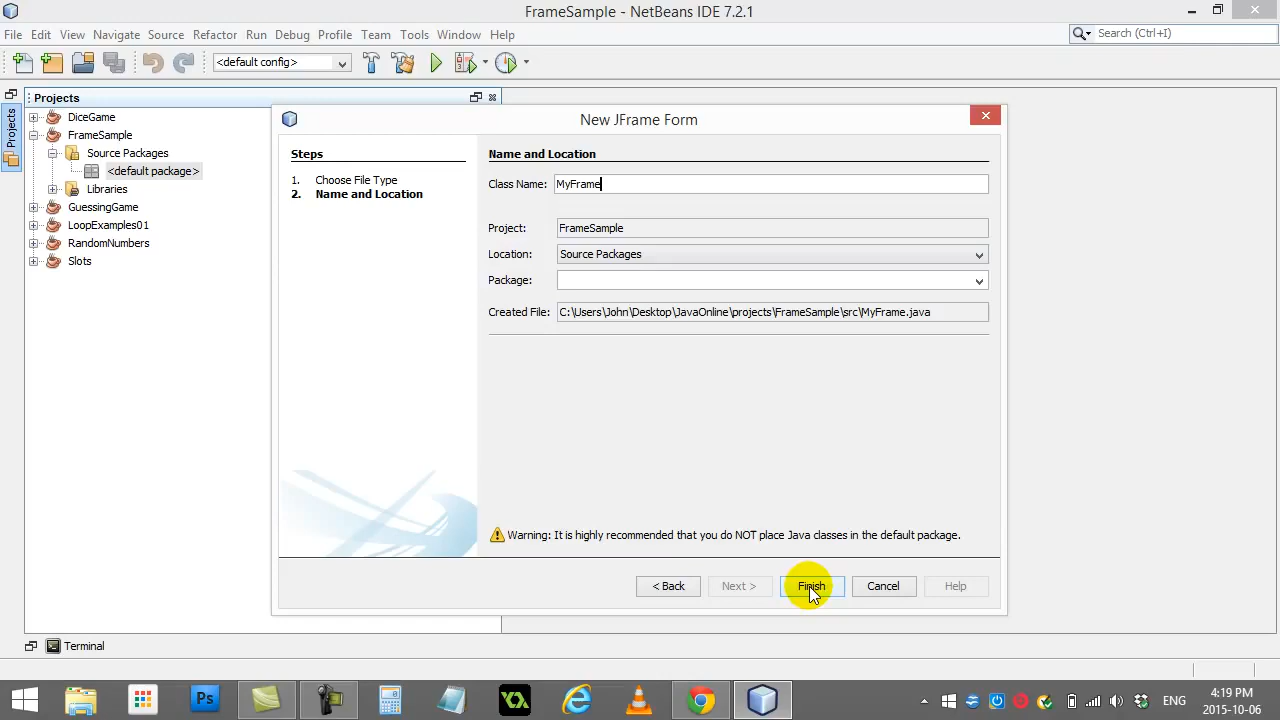 FrameSample - NetBeans IDE 7.2.1
File Edit View Navigate Source Refactor Run Debug Profile Team Tools Window Help
Search (Ctrl+I)
<default config>
Projects
Projects
DiceGame
FrameSample
Source Packages
<default package>
Libraries
GuessingGame
LoopExamples01
RandomNumbers
Slots
New JFrame Form
Steps
1. Choose File Type
2. Name and Location
Name and Location
Class Name: MyFrame
Project: FrameSample
Location: Source Packages
Package:
Created File: C:\Users\John\Desktop\JavaOnline\projects\FrameSample\src\MyFrame.java
Warning: It is highly recommended that you do NOT place Java classes in the default package.
< Back Next > Finish Cancel Help
Terminal
Ps
ENG
4:19 PM
2015-10-06